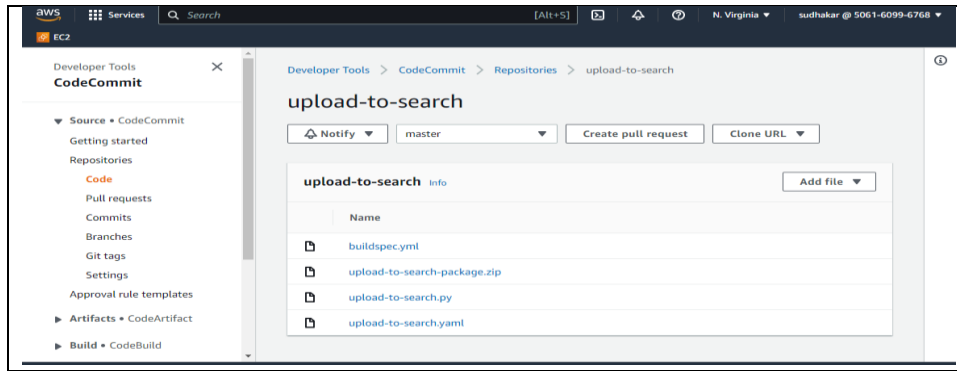 aws Services Search [Alt+S] N. Virginia ▼ sudhakar @ 5061-6099-6768 ▼
EC2
Developer Tools
CodeCommit
Source • CodeCommit
Getting started
Repositories
Code
Pull requests
Commits
Branches
Git tags
Settings
Approval rule templates
Artifacts • CodeArtifact
Build • CodeBuild
Developer Tools > CodeCommit > Repositories > upload-to-search
upload-to-search
Notify ▼ master ▼ Create pull request Clone URL ▼
upload-to-search Info Add file ▼
Name
buildspec.yml
upload-to-search-package.zip
upload-to-search.py
upload-to-search.yaml